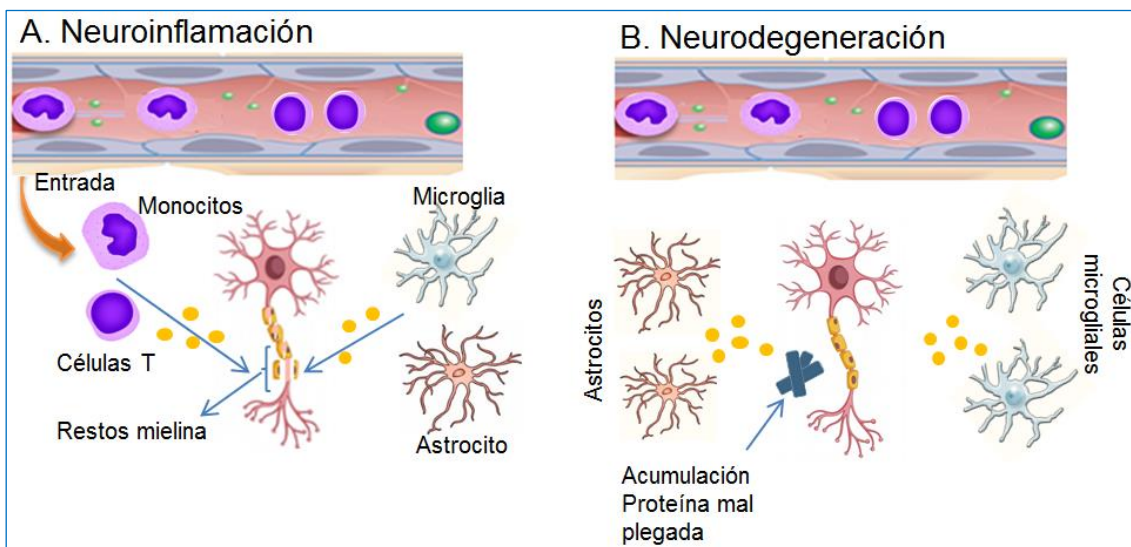 A. Neuroinflamación
Entrada
Monocitos
Microglia
Células T
Restos mielina
Astrocito
B. Neurodegeneración
Astrocitos
Células
microgliales
Acumulación
Proteína mal
plegada